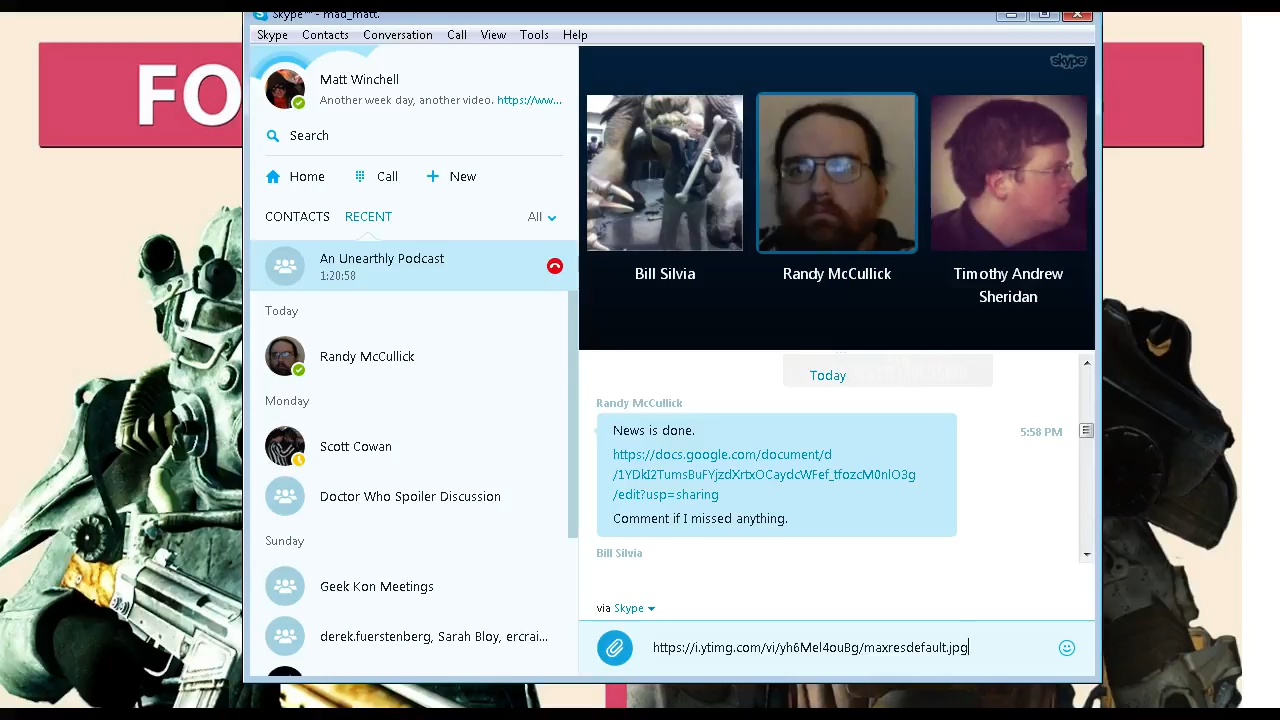 FO
Skype™ - mad_matt.
Skype Contacts Conversation Call View Tools Help
skype
Matt Winchell
Another week day, another video. https://ww...
Search
Home Call New
CONTACTS RECENT All
An Unearthly Podcast
1:20:58
Today
Randy McCullick
Monday
Scott Cowan
Doctor Who Spoiler Discussion
Sunday
Geek Kon Meetings
derek.fuerstenberg, Sarah Bloy, ercrai...
Bill Silvia
Randy McCullick
Timothy Andrew
Sheridan
Today
Randy McCullick
News is done.
5:58 PM
https://docs.google.com/document/d
/1YDkl2TumsBuFYjzdXrtxOCaydcWFef_tfozcM0nlO3g
/edit?usp=sharing
Comment if I missed anything.
Bill Silvia
via Skype
https://i.ytimg.com/vi/yh6Mel4ouBg/maxresdefault.jpg